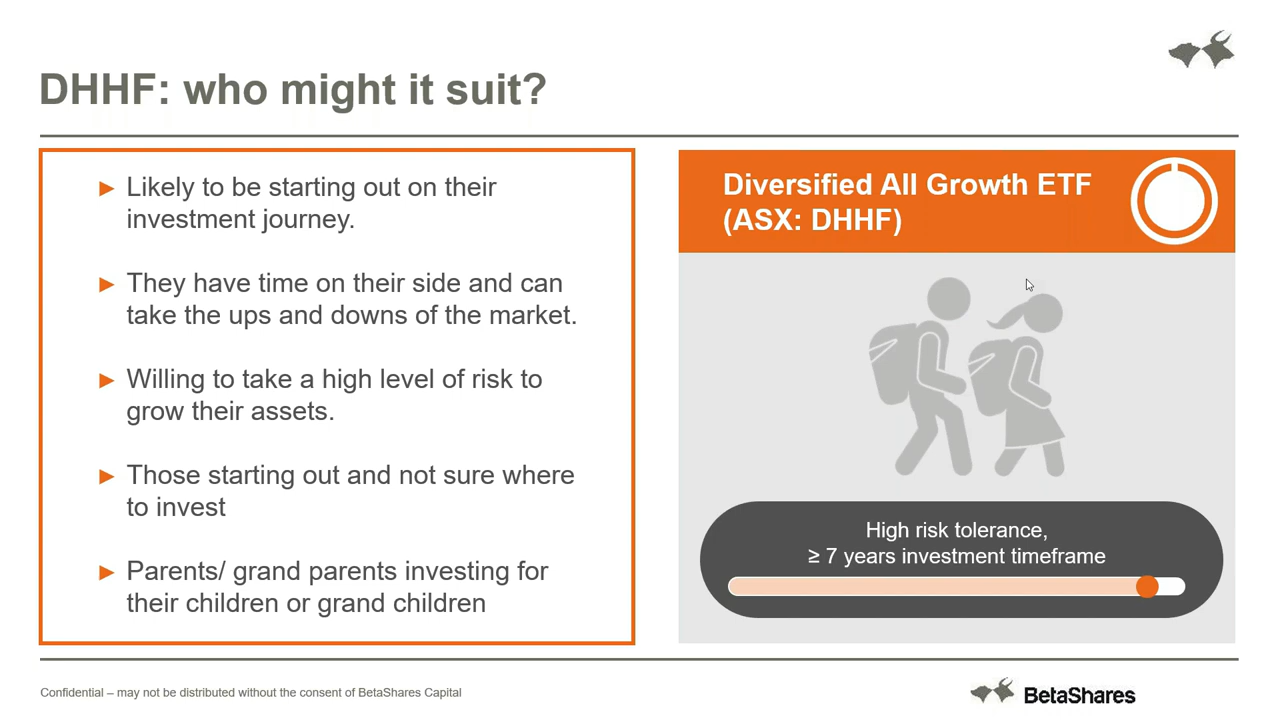 DHHF: who might it suit?
► Likely to be starting out on their
investment journey.
► They have time on their side and can
take the ups and downs of the market.
► Willing to take a high level of risk to
grow their assets.
► Those starting out and not sure where
to invest
► Parents/ grand parents investing for
their children or grand children
Diversified All Growth ETF
(ASX: DHHF)
High risk tolerance,
≥ 7 years investment timeframe
Confidential – may not be distributed without the consent of BetaShares Capital
BetaShares